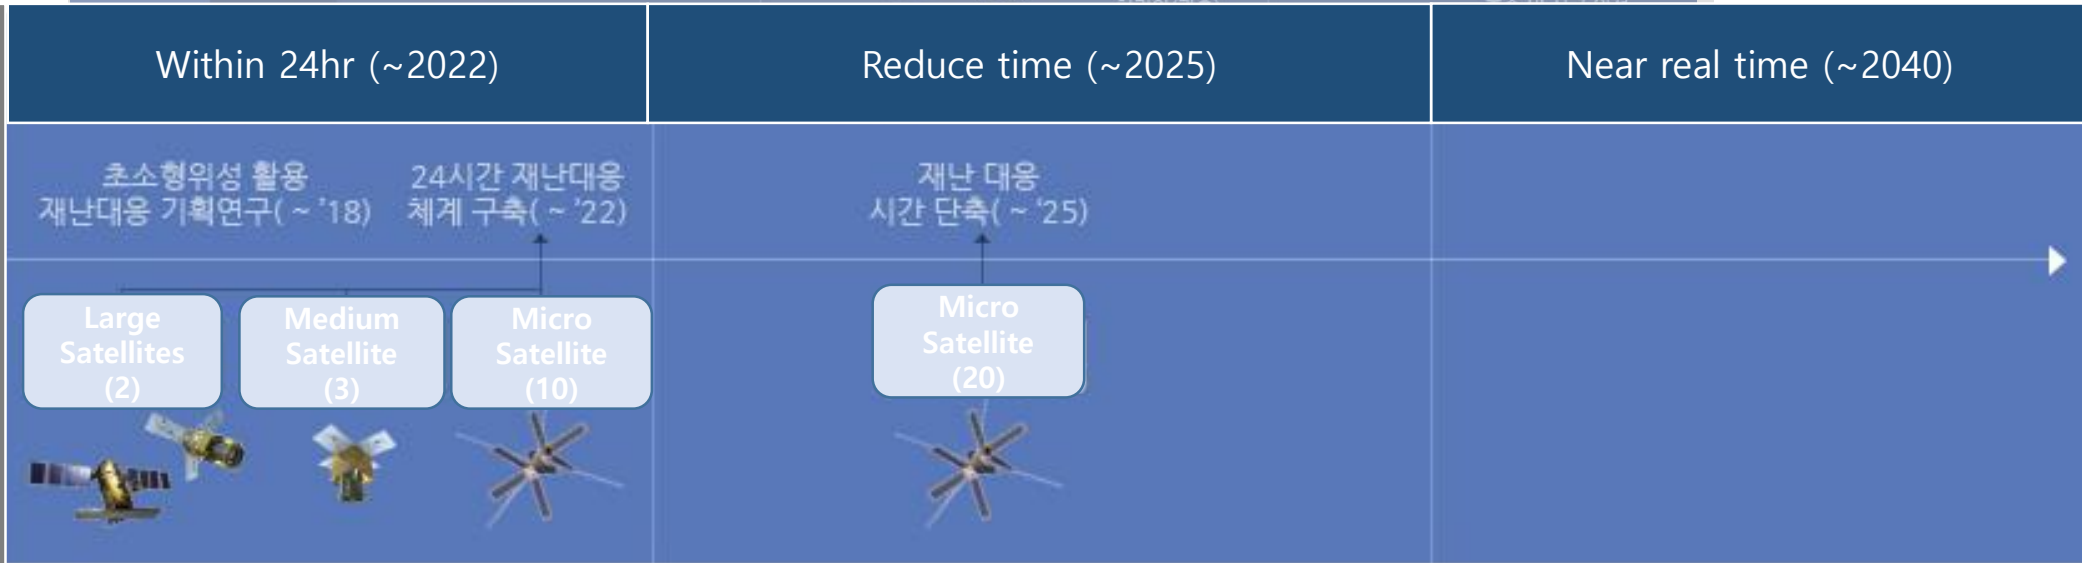 Within 24hr (~2022)
Reduce time (~2025)
Near real time (~2040)
초소형위성 활용
재난대응 기획연구( ~ '18)
24시간 재난대응
체계 구축( ~ '22)
재난 대응
시간 단축( ~ '25)
Large
Satellites
(2)
Medium
Satellite
(3)
Micro
Satellite
(10)
Micro
Satellite
(20)